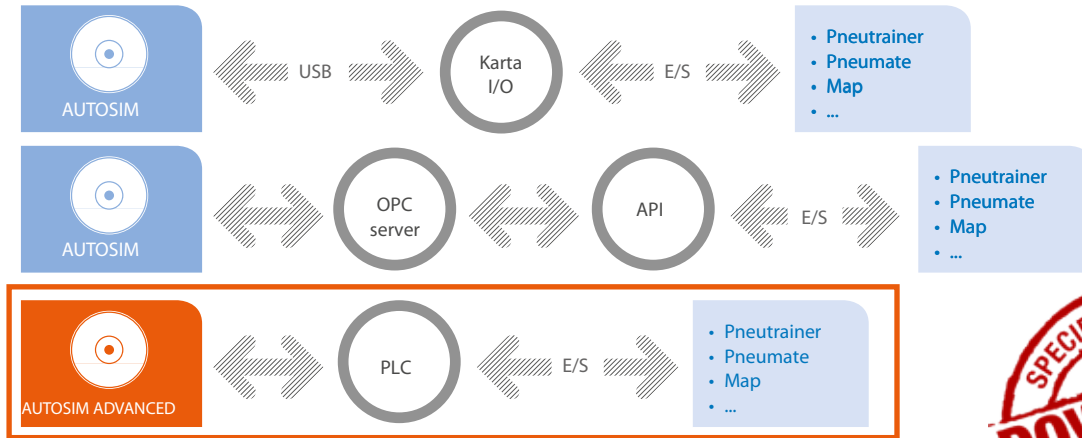 AUTOSIM
USB
Karta
I/O
E/S
• Pneutrainer
• Pneumate
• Map
• ...
AUTOSIM
OPC
server
API
E/S
• Pneutrainer
• Pneumate
• Map
• ...
AUTOSIM ADVANCED
PLC
E/S
• Pneutrainer
• Pneumate
• Map
• ...